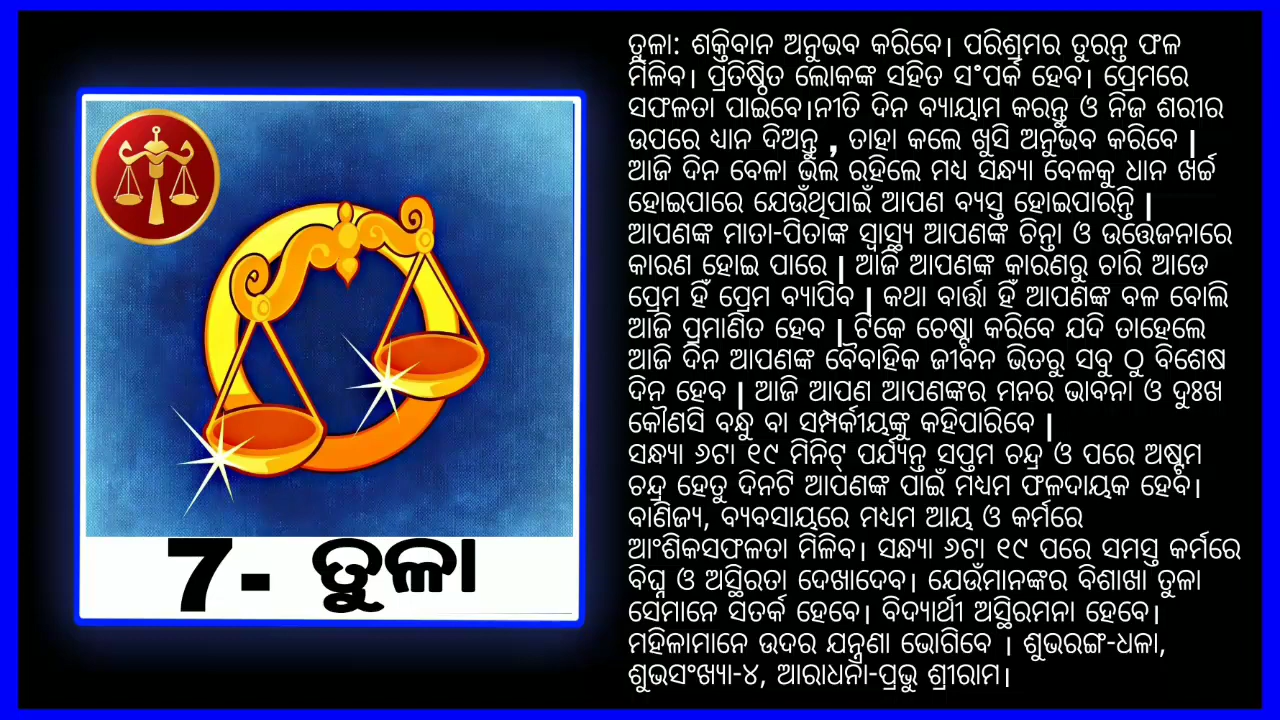 7- ତୁଳା
ତୁଳା: ଶକ୍ତିବାନ ଅନୁଭବ କରିବେ। ପରିଶ୍ରମର ତୁରନ୍ତ ଫଳ
ମିଳିବ। ପ୍ରତିଷ୍ଠିତ ଲୋକଙ୍କ ସହିତ ସଂପର୍କ ହେବ। ପ୍ରେମରେ
ସଫଳତା ପାଇବେ।ନୀତି ଦିନ ବ୍ୟାୟାମ କରନ୍ତୁ ଓ ନିଜ ଶରୀର
ଉପରେ ଧ୍ୟାନ ଦିଅନ୍ତୁ , ତାହା କଲେ ଖୁସି ଅନୁଭବ କରିବେ |
ଆଜି ଦିନ ବେଳା ଭଲ ରହିଲେ ମଧ୍ୟ ସନ୍ଧ୍ୟା ବେଳକୁ ଧାନ ଖର୍ଚ୍ଚ
ହୋଇପାରେ ଯେଉଁଥିପାଇଁ ଆପଣ ବ୍ୟସ୍ତ ହୋଇପାରନ୍ତି |
ଆପଣଙ୍କ ମାତା-ପିତାଙ୍କ ସ୍ୱାସ୍ଥ୍ୟ ଆପଣଙ୍କ ଚିନ୍ତା ଓ ଉତ୍ତେଜନାରେ
କାରଣ ହୋଇ ପାରେ | ଆଜି ଆପଣଙ୍କ କାରଣରୁ ଚାରି ଆଡେ
ପ୍ରେମ ହିଁ ପ୍ରେମ ବ୍ୟାପିବ | କଥା ବାର୍ତ୍ତା ହିଁ ଆପଣଙ୍କ ବଳ ବୋଲି
ଆଜି ପ୍ରମାଣିତ ହେବ | ଟିକେ ଚେଷ୍ଟା କରିବେ ଯଦି ତାହେଲେ
ଆଜି ଦିନ ଆପଣଙ୍କ ବୈବାହିକ ଜୀବନ ଭିତରୁ ସବୁ ଠୁ ବିଶେଷ
ଦିନ ହେବ | ଆଜି ଆପଣ ଆପଣଙ୍କର ମନର ଭାବନା ଓ ଦୁଃଖ
କୌଣସି ବନ୍ଧୁ ବା ସମ୍ପର୍କୀୟଙ୍କୁ କହିପାରିବେ |
ସନ୍ଧ୍ୟା ୬ଟା ୧୯ ମିନିଟ୍ ପର୍ଯ୍ୟନ୍ତ ସପ୍ତମ ଚନ୍ଦ୍ର ଓ ପରେ ଅଷ୍ଟମ
ଚନ୍ଦ୍ର ହେତୁ ଦିନଟି ଆପଣଙ୍କ ପାଇଁ ମଧ୍ୟମ ଫଳଦାୟକ ହେବ।
ବାଣିଜ୍ୟ, ବ୍ୟବସାୟରେ ମଧ୍ୟମ ଆୟ ଓ କର୍ମରେ
ଆଂଶିକସଫଳତା ମିଳିବ। ସନ୍ଧ୍ୟା ୬ଟା ୧୯ ପରେ ସମସ୍ତ କର୍ମରେ
ବିଘ୍ନ ଓ ଅସ୍ଥିରତା ଦେଖାଦେବ। ଯେଉଁମାନଙ୍କର ବିଶାଖା ତୁଳା
ସେମାନେ ସତର୍କ ହେବେ। ବିଦ୍ୟାର୍ଥୀ ଅସ୍ଥିରମନା ହେବେ।
ମହିଳାମାନେ ଉଦର ଯନ୍ତ୍ରଣା ଭୋଗିବେ । ଶୁଭରଙ୍ଗ-ଧଳା,
ଶୁଭସଂଖ୍ୟା-୪, ଆରାଧନା-ପ୍ରଭୁ ଶ୍ରୀରାମ।